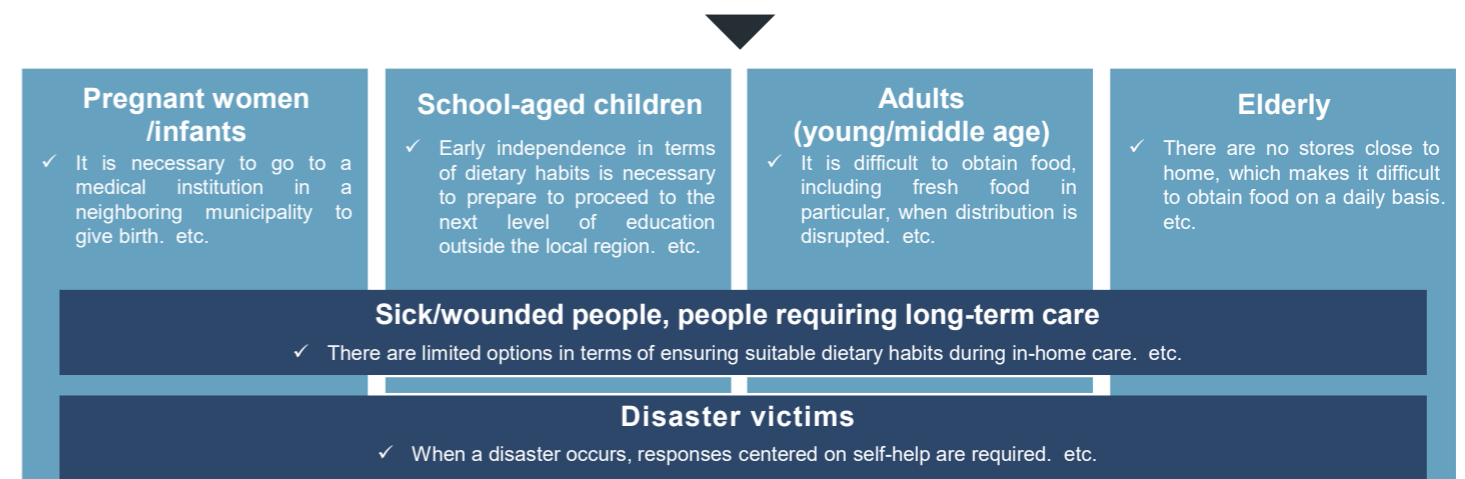 Pregnant women
/infants
✓ It is necessary to go to a
medical institution in a
neighboring municipality to
give birth. etc.
School-aged children
✓ Early independence in terms
of dietary habits is necessary
to prepare to proceed to the
next level of education
outside the local region. etc.
Adults
(young/middle age)
✓ It is difficult to obtain food,
including fresh food in
particular, when distribution is
disrupted. etc.
Elderly
✓ There are no stores close to
home, which makes it difficult
to obtain food on a daily basis.
etc.
Sick/wounded people, people requiring long-term care
✓ There are limited options in terms of ensuring suitable dietary habits during in-home care. etc.
Disaster victims
✓ When a disaster occurs, responses centered on self-help are required. etc.